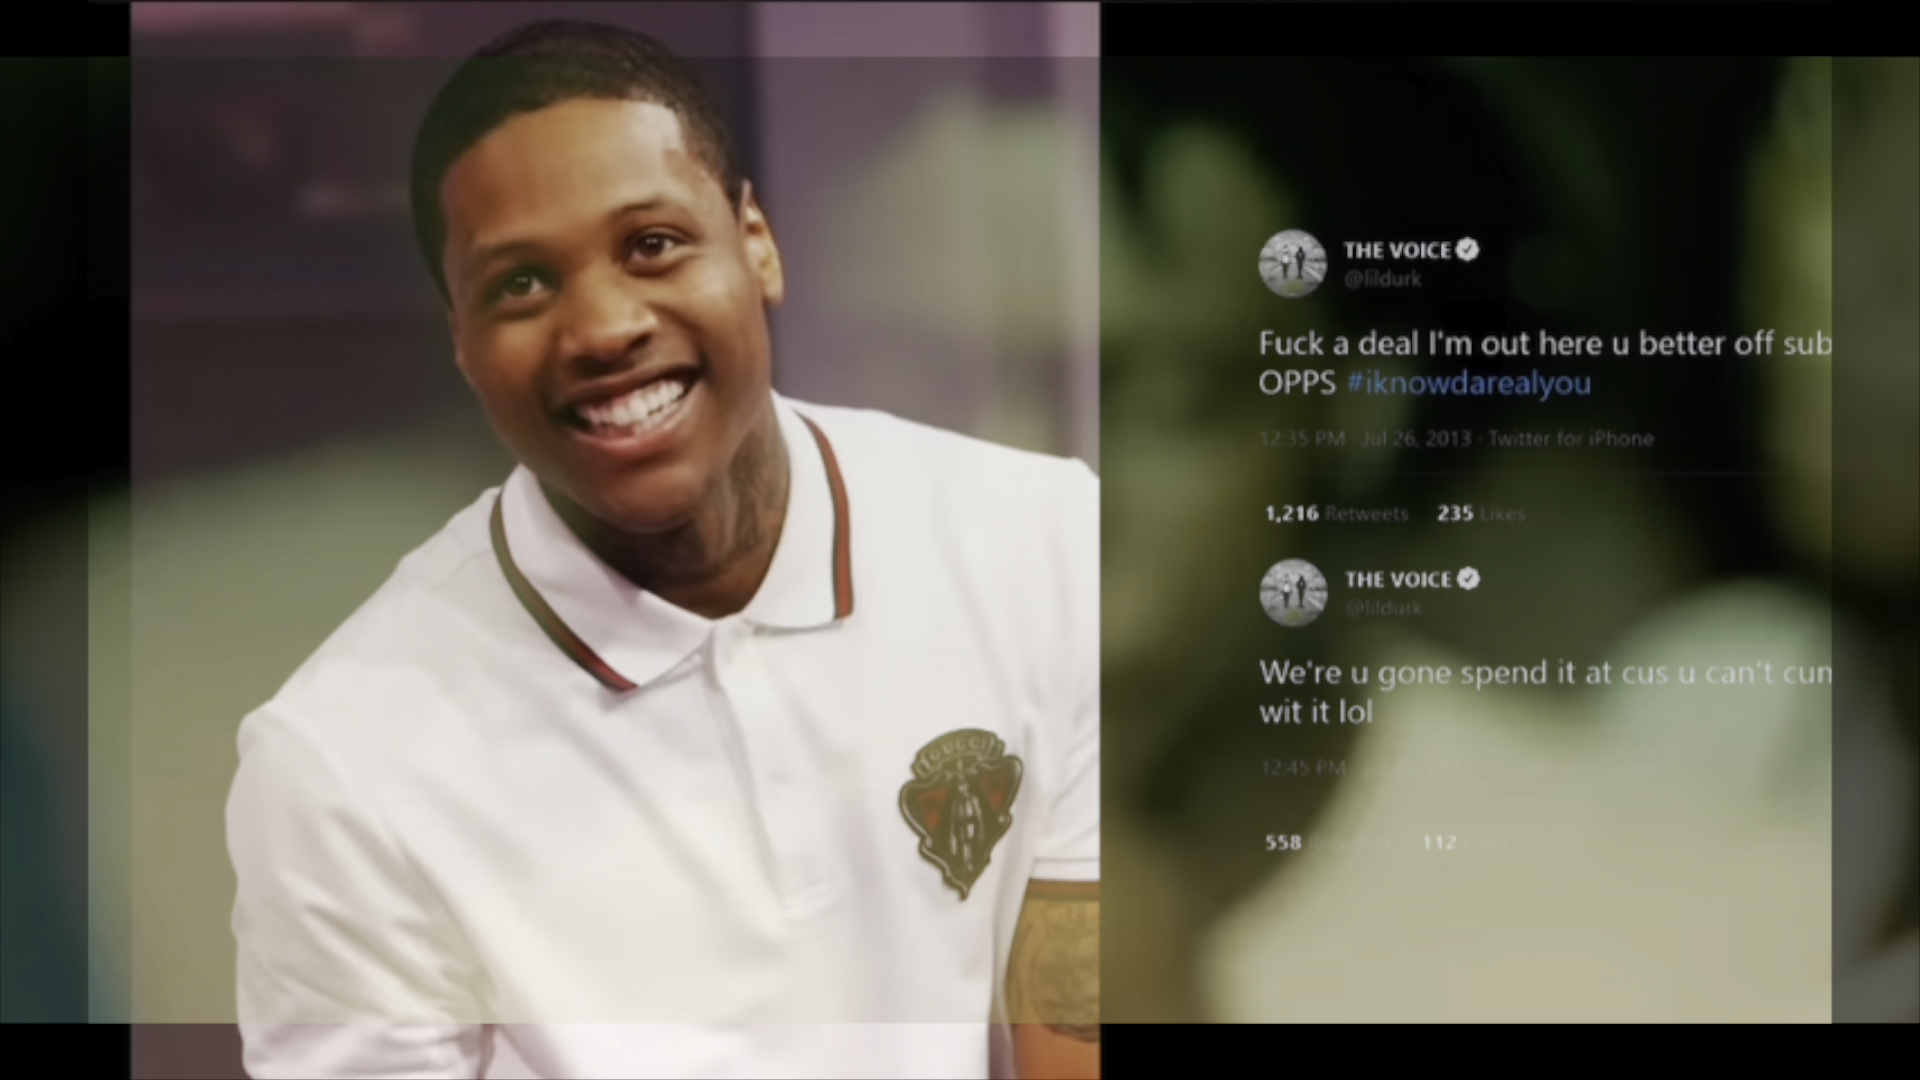 THE VOICE
@lildurk
Fuck a deal I'm out here u better off sub
OPPS #iknowdarealyou
12:35 PM · Jul 26, 2013 · Twitter for iPhone
1,216 Retweets 235 Likes
THE VOICE
@lildurk
We're u gone spend it at cus u can't cum
wit it lol
12:45 PM
558 112
GUCCI